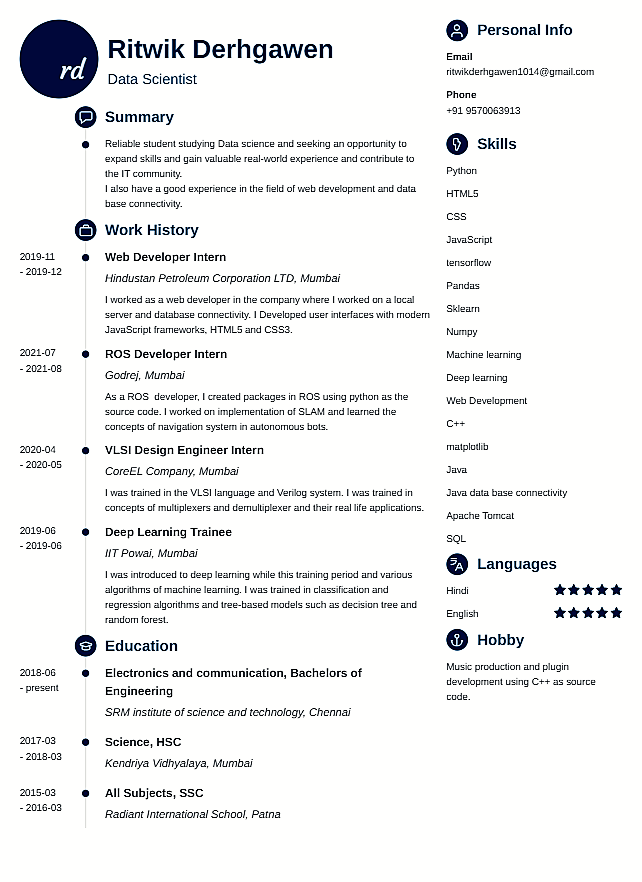 rd
Ritwik Derhgawen
Data Scientist
Summary
Reliable student studying Data science and seeking an opportunity to
expand skills and gain valuable real-world experience and contribute to
the IT community.
I also have a good experience in the field of web development and data
base connectivity.
Work History
2019-11
- 2019-12
Web Developer Intern
Hindustan Petroleum Corporation LTD, Mumbai
I worked as a web developer in the company where I worked on a local
server and database connectivity. I Developed user interfaces with modern
JavaScript frameworks, HTML5 and CSS3.
2021-07
- 2021-08
ROS Developer Intern
Godrej, Mumbai
As a ROS  developer, I created packages in ROS using python as the
source code. I worked on implementation of SLAM and learned the
concepts of navigation system in autonomous bots.
2020-04
- 2020-05
VLSI Design Engineer Intern
CoreEL Company, Mumbai
I was trained in the VLSI language and Verilog system. I was trained in
concepts of multiplexers and demultiplexer and their real life applications.
2019-06
- 2019-06
Deep Learning Trainee
IIT Powai, Mumbai
I was introduced to deep learning while this training period and various
algorithms of machine learning. I was trained in classification and
regression algorithms and tree-based models such as decision tree and
random forest.
Education
2018-06
- present
Electronics and communication, Bachelors of
Engineering
SRM institute of science and technology, Chennai
2017-03
- 2018-03
Science, HSC
Kendriya Vidhyalaya, Mumbai
2015-03
- 2016-03
All Subjects, SSC
Radiant International School, Patna
Personal Info
Email
ritwikderhgawen1014@gmail.com
Phone
+91 9570063913
Skills
Python
HTML5
CSS
JavaScript
tensorflow
Pandas
Sklearn
Numpy
Machine learning
Deep learning
Web Development
C++
matplotlib
Java
Java data base connectivity
Apache Tomcat
SQL
Languages
Hindi
English
Hobby
Music production and plugin
development using C++ as source
code.